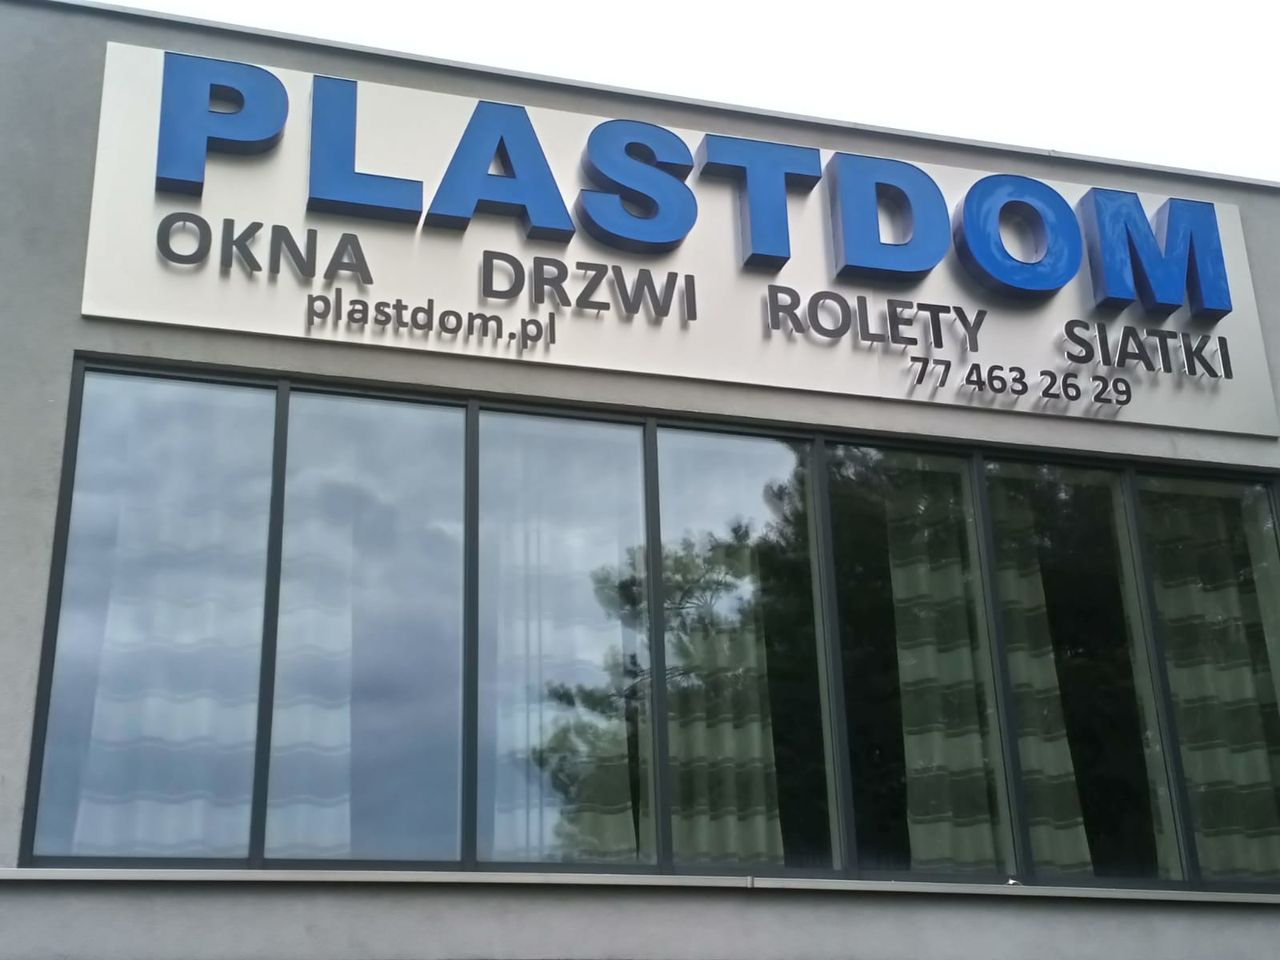 PLASTDOM
OKNA DRZWI ROLETY SIATKI
plastdom.pl 77 463 26 29